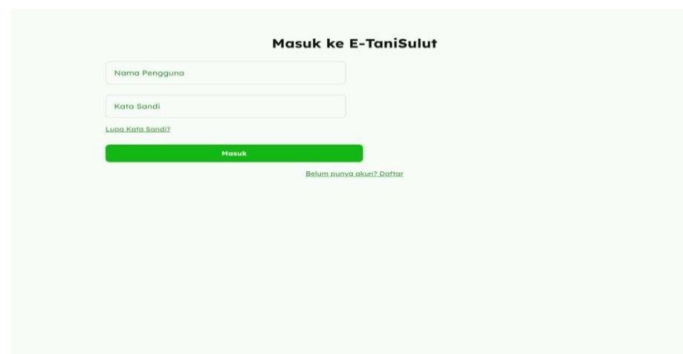 Masuk ke E-TaniSulut
Nama Pengguna
Kata Sandi
Lupa Kata Sandi?
Masuk
Belum punya akun? Daftar